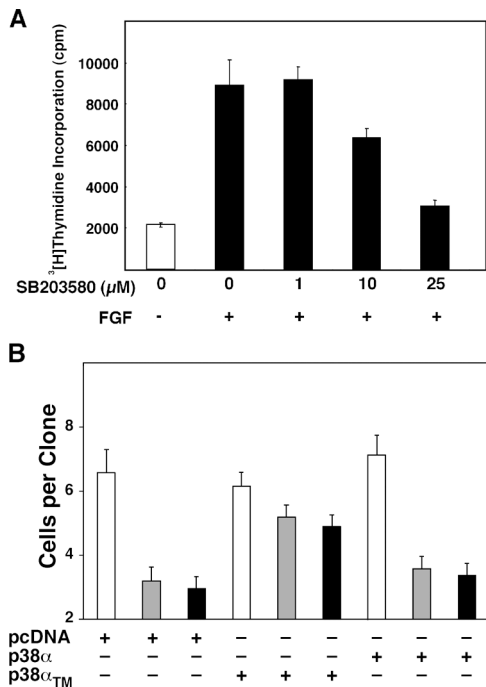 A
³[H]Thymidine Incorporation (cpm)
10000
8000
6000
4000
2000
SB203580 (µM) 0 0 1 10 25
FGF - + + + +
B
Cells per Clone
8
6
4
2
pcDNA + + + – – – – – –
p38α – – – – – – + + +
p38αTM – – – + + + – – –